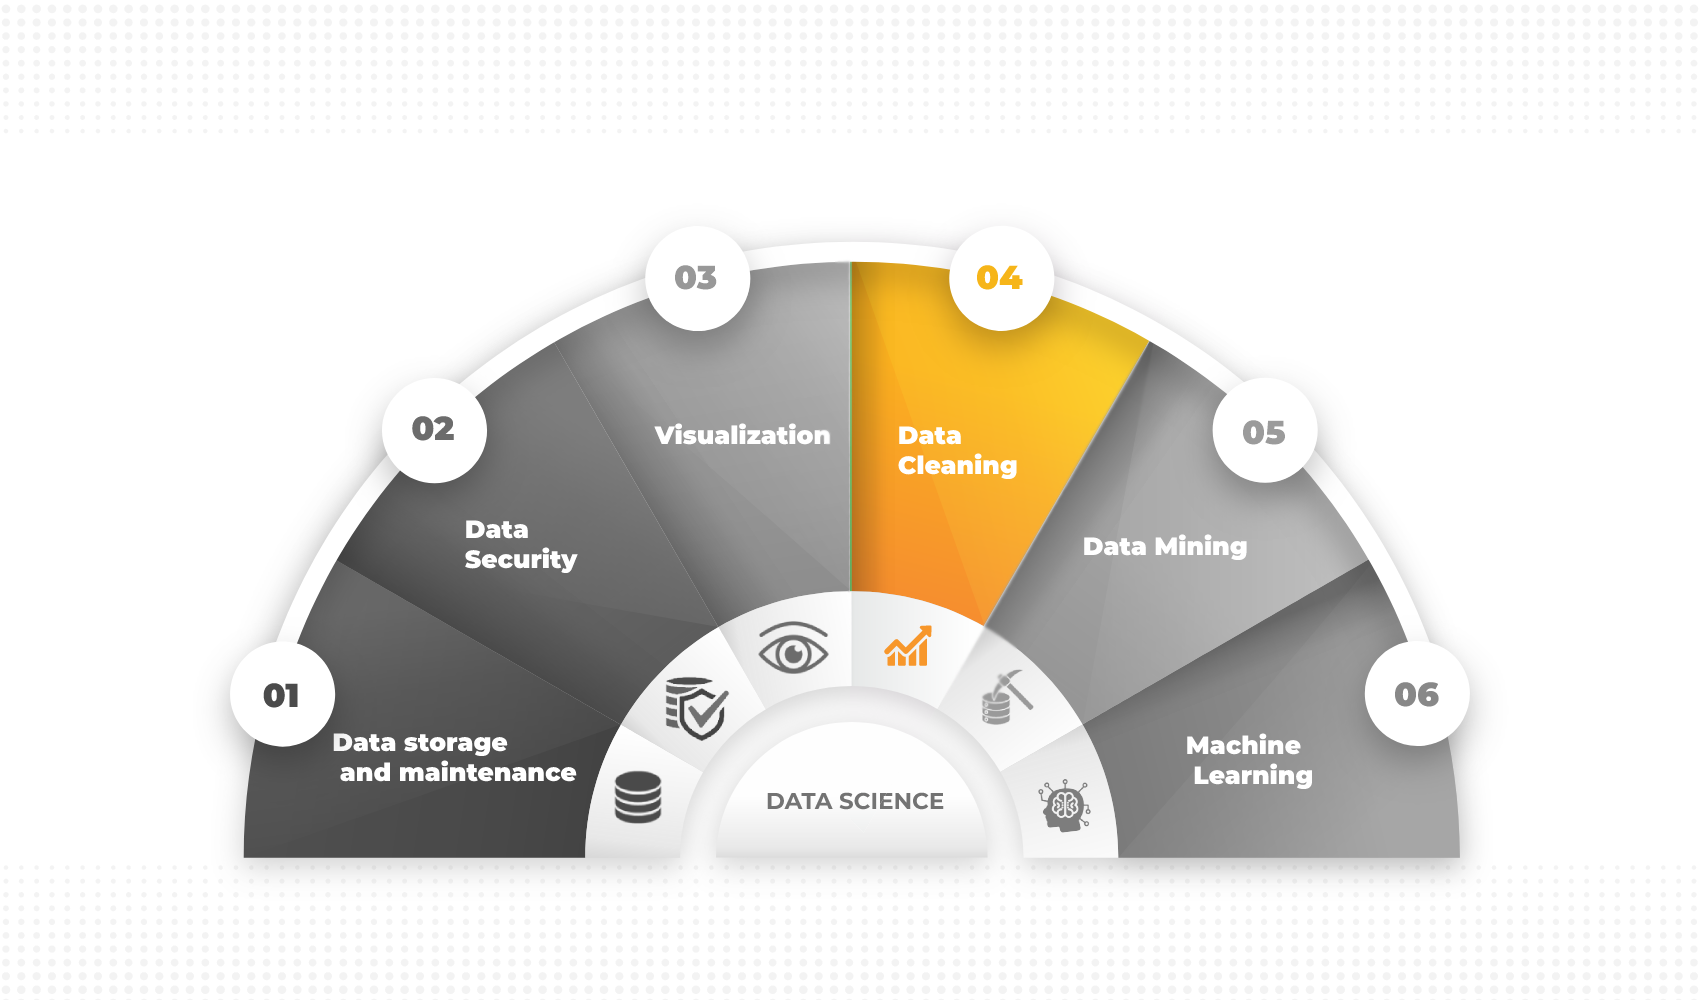 01
Data storage
and maintenance
02
Data
Security
03
Visualization
04
Data
Cleaning
05
Data Mining
06
Machine
Learning
DATA SCIENCE